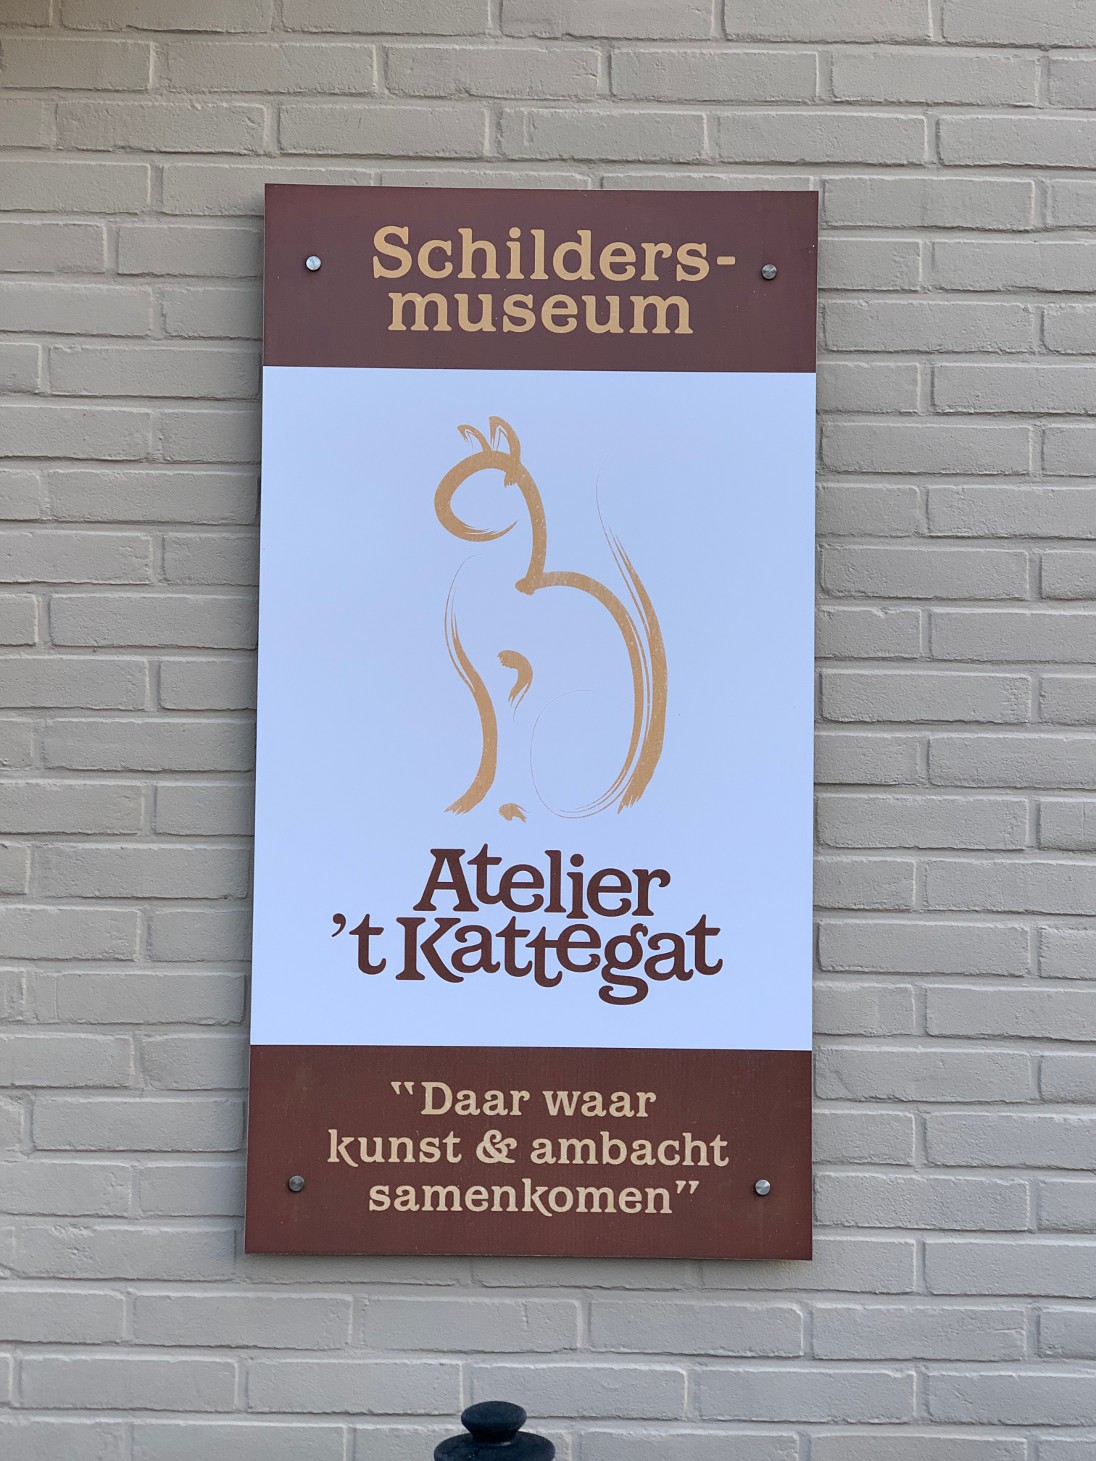 Schilders-
museum
Atelier
't Kattegat
"Daar waar
kunst & ambacht
samenkomen"